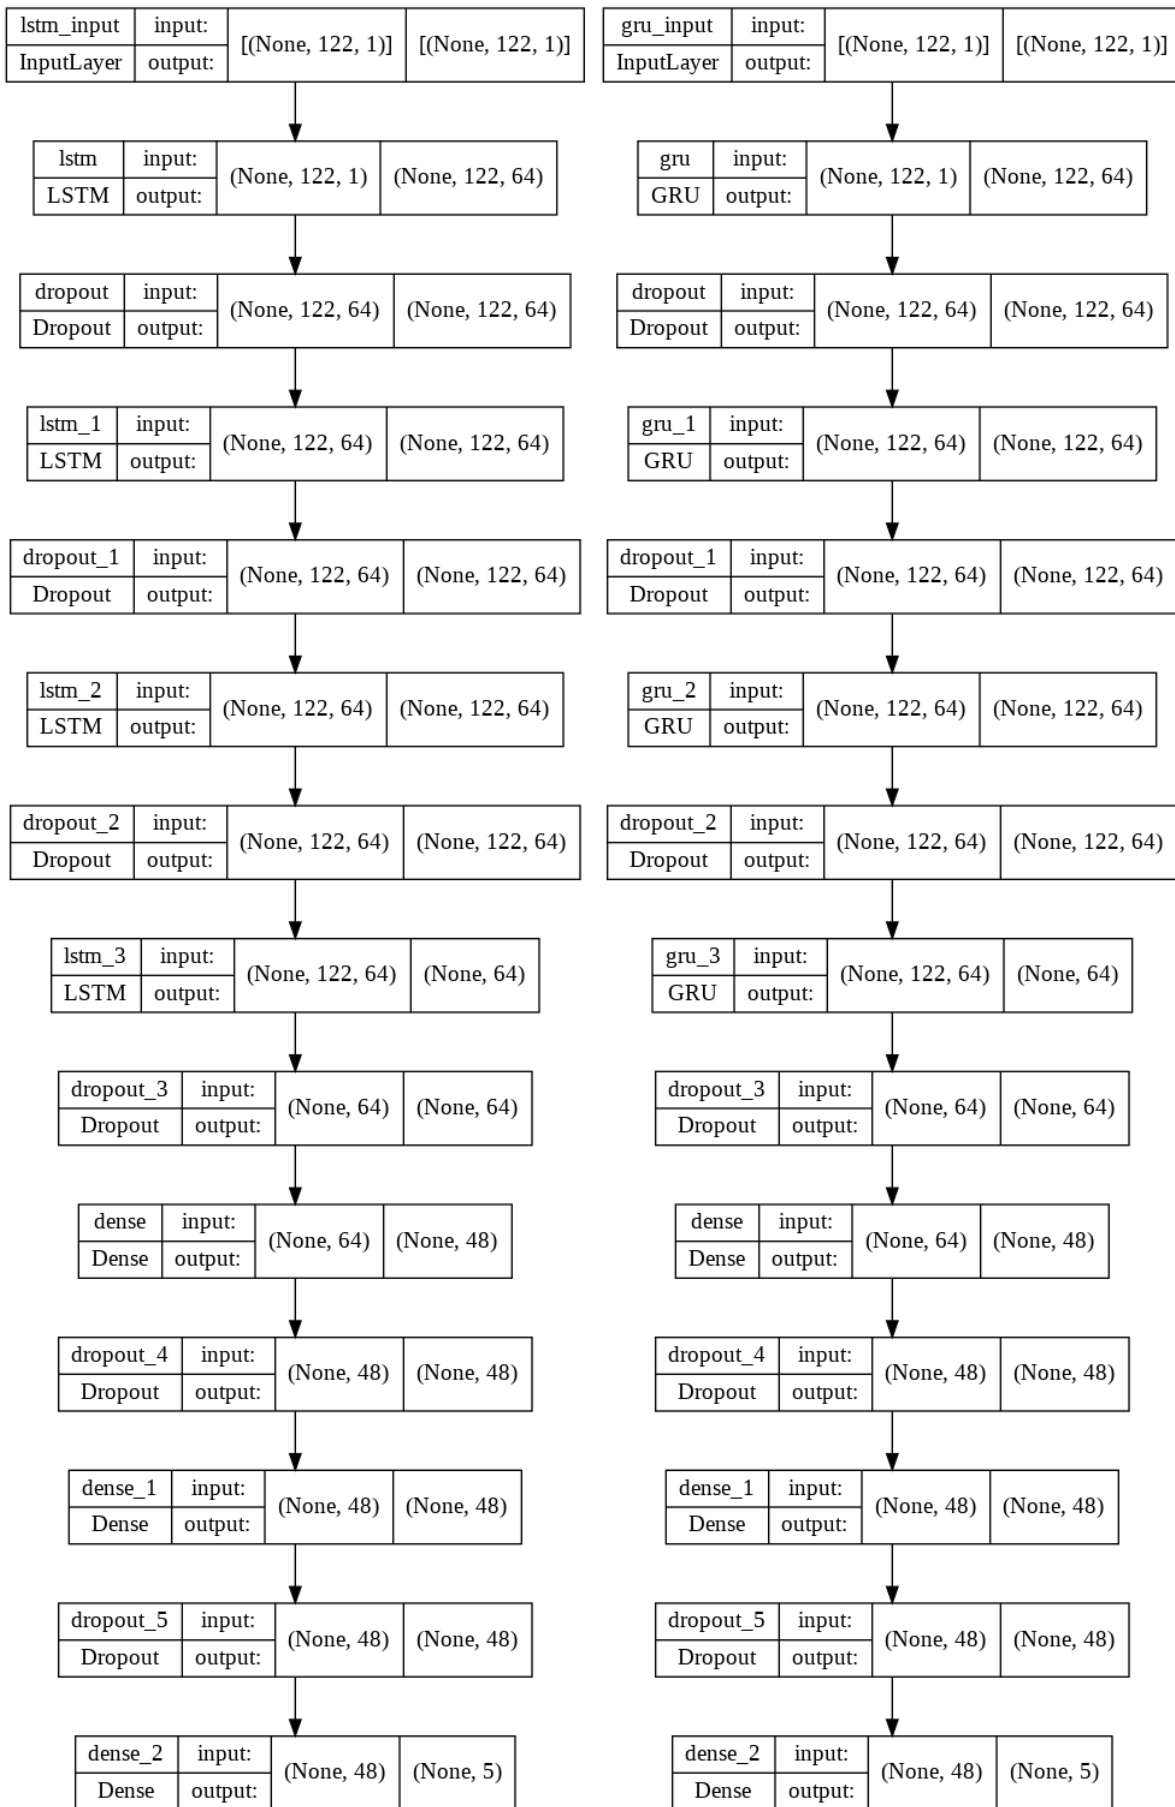 lstm_input input: [(None, 122, 1)] [(None, 122, 1)]
InputLayer output:
lstm input: (None, 122, 1) (None, 122, 64)
LSTM output:
dropout input: (None, 122, 64) (None, 122, 64)
Dropout output:
lstm_1 input: (None, 122, 64) (None, 122, 64)
LSTM output:
dropout_1 input: (None, 122, 64) (None, 122, 64)
Dropout output:
lstm_2 input: (None, 122, 64) (None, 122, 64)
LSTM output:
dropout_2 input: (None, 122, 64) (None, 122, 64)
Dropout output:
lstm_3 input: (None, 122, 64) (None, 64)
LSTM output:
dropout_3 input: (None, 64) (None, 64)
Dropout output:
dense input: (None, 64) (None, 48)
Dense output:
dropout_4 input: (None, 48) (None, 48)
Dropout output:
dense_1 input: (None, 48) (None, 48)
Dense output:
dropout_5 input: (None, 48) (None, 48)
Dropout output:
dense_2 input: (None, 48) (None, 5)
Dense output:
gru_input input: [(None, 122, 1)] [(None, 122, 1)]
InputLayer output:
gru input: (None, 122, 1) (None, 122, 64)
GRU output:
dropout input: (None, 122, 64) (None, 122, 64)
Dropout output:
gru_1 input: (None, 122, 64) (None, 122, 64)
GRU output:
dropout_1 input: (None, 122, 64) (None, 122, 64)
Dropout output:
gru_2 input: (None, 122, 64) (None, 122, 64)
GRU output:
dropout_2 input: (None, 122, 64) (None, 122, 64)
Dropout output:
gru_3 input: (None, 122, 64) (None, 64)
GRU output:
dropout_3 input: (None, 64) (None, 64)
Dropout output:
dense input: (None, 64) (None, 48)
Dense output:
dropout_4 input: (None, 48) (None, 48)
Dropout output:
dense_1 input: (None, 48) (None, 48)
Dense output:
dropout_5 input: (None, 48) (None, 48)
Dropout output:
dense_2 input: (None, 48) (None, 5)
Dense output: